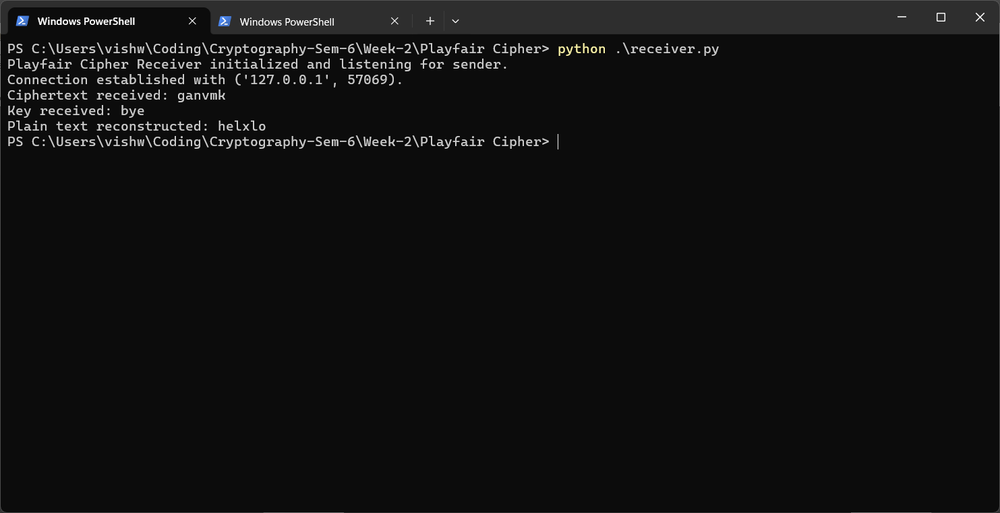 Windows PowerShell
Windows PowerShell
PS C:\Users\vishw\Coding\Cryptography-Sem-6\Week-2\Playfair Cipher> python .\receiver.py
Playfair Cipher Receiver initialized and listening for sender.
Connection established with ('127.0.0.1', 57069).
Ciphertext received: ganvmk
Key received: bye
Plain text reconstructed: helxlo
PS C:\Users\vishw\Coding\Cryptography-Sem-6\Week-2\Playfair Cipher>